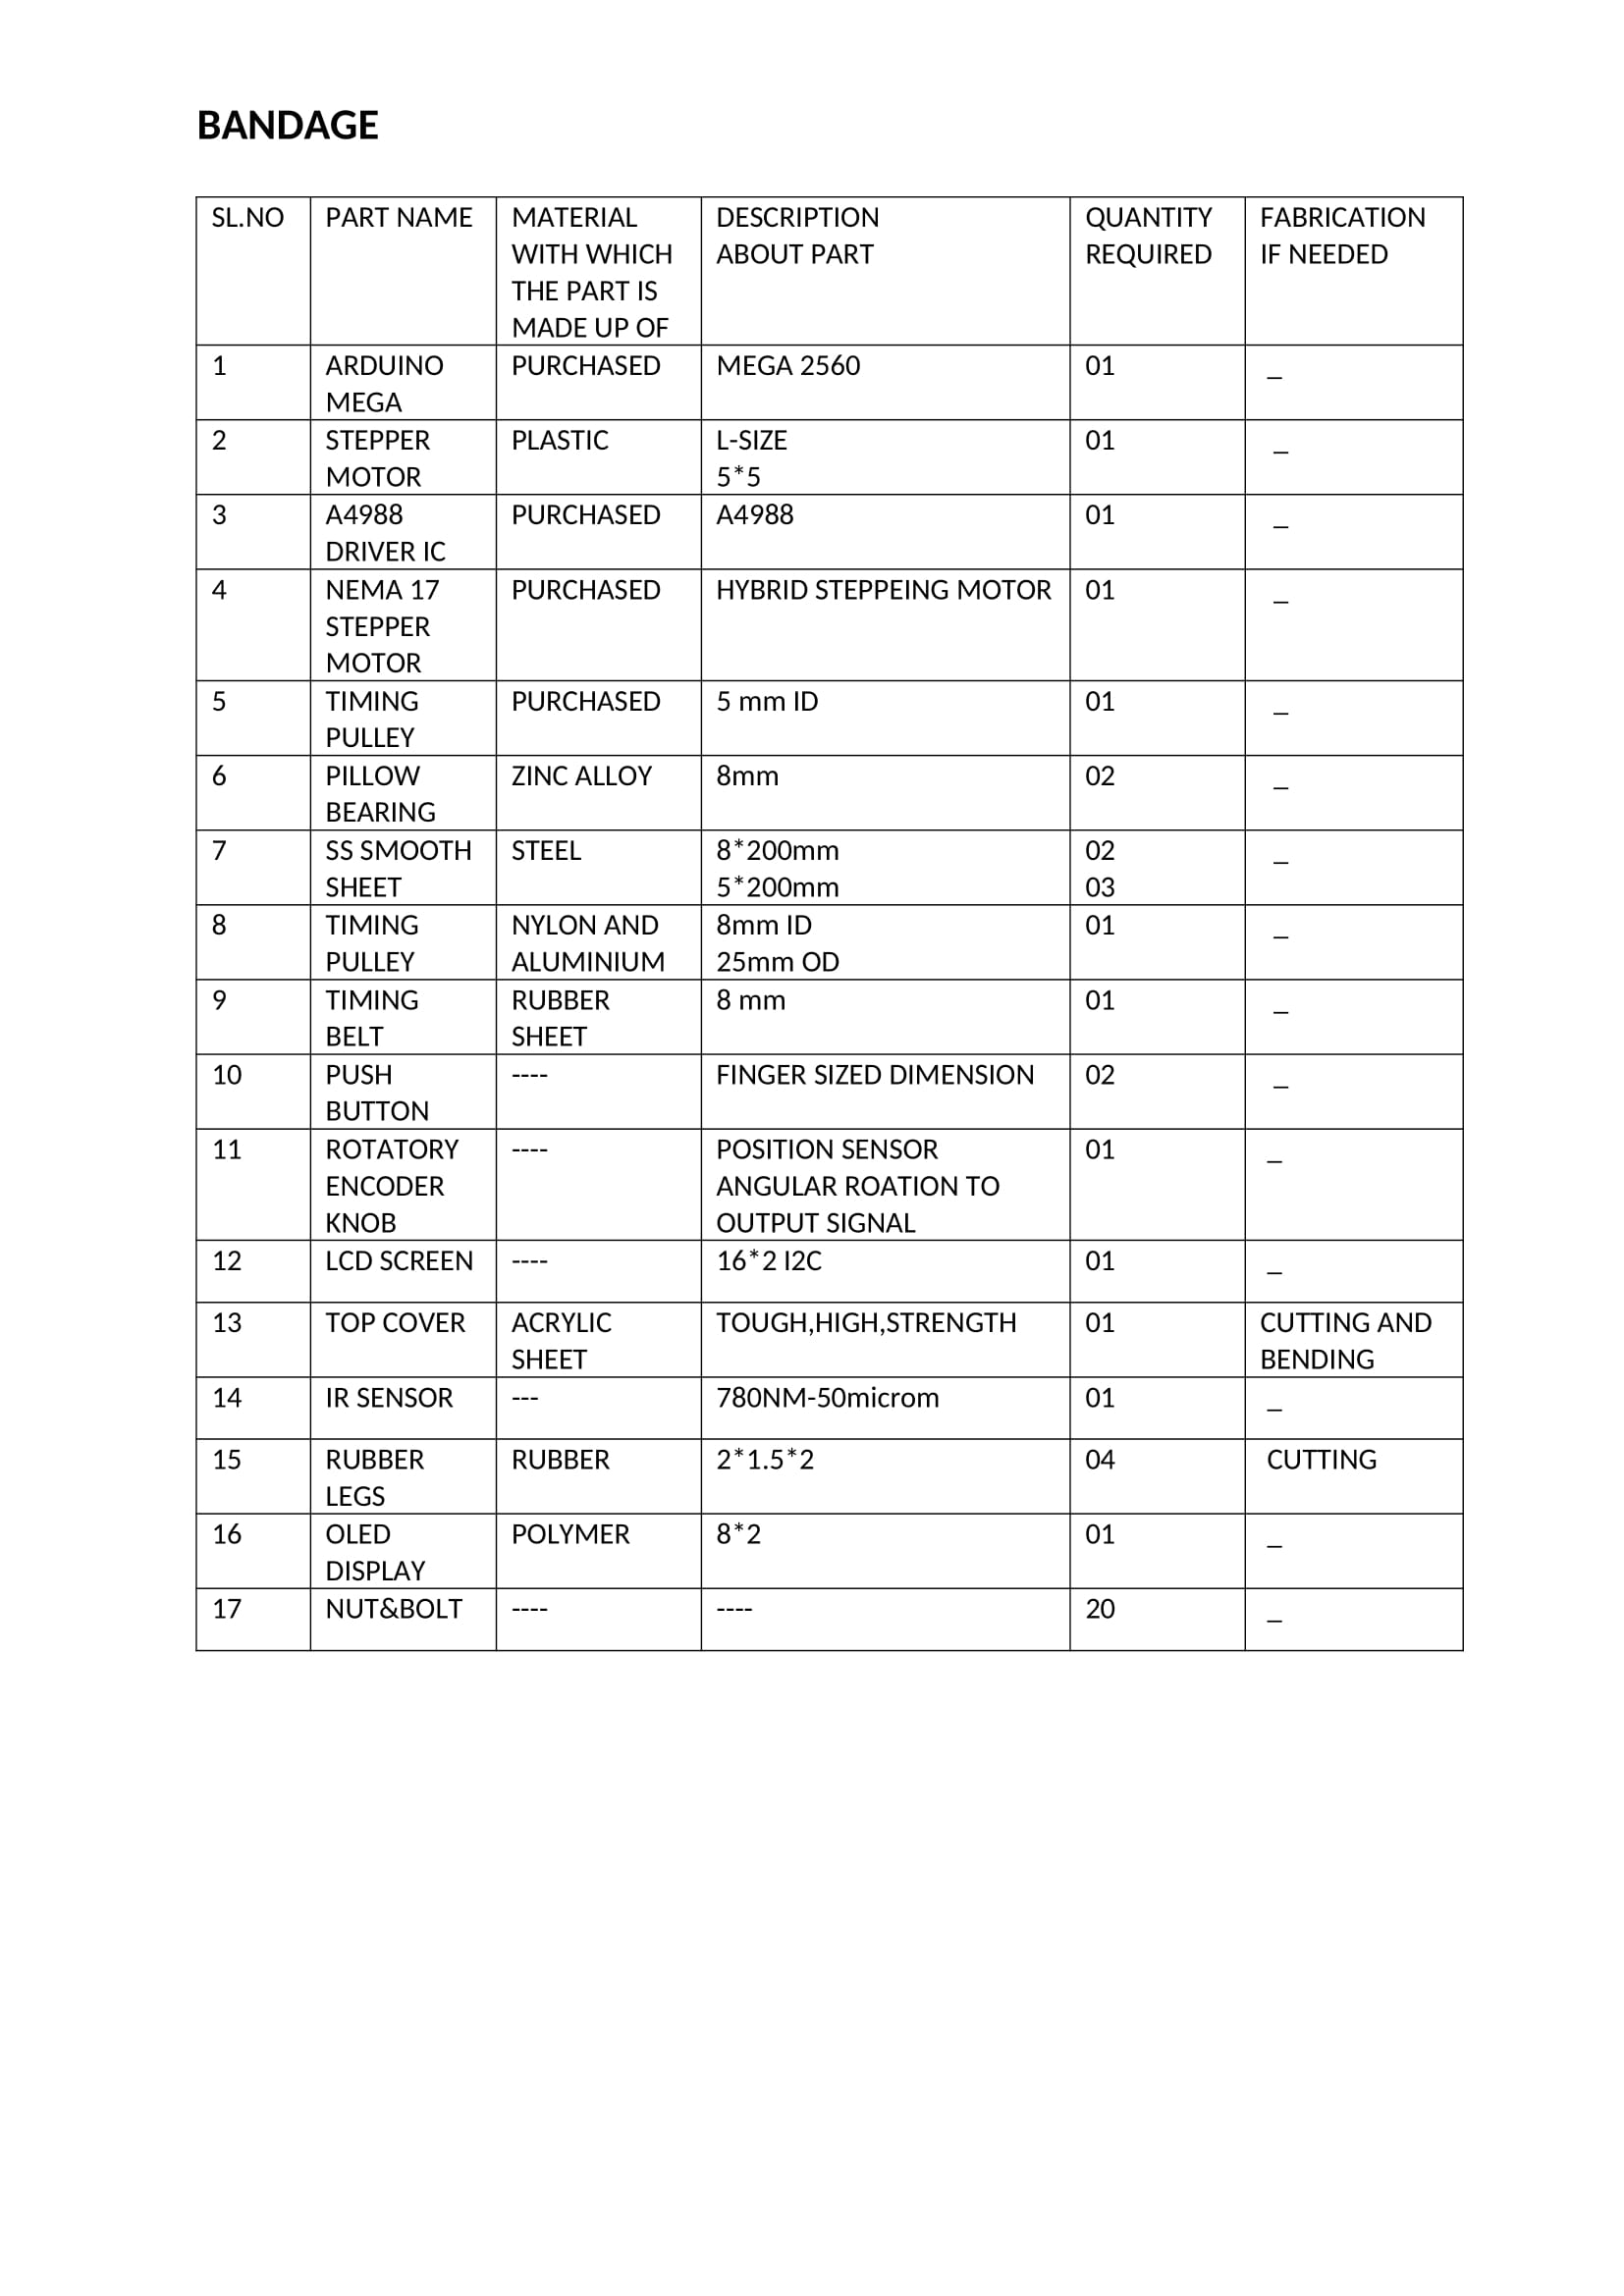 BANDAGE
SL.NO PART NAME MATERIAL DESCRIPTION QUANTITY FABRICATION
WITH WHICH ABOUT PART REQUIRED IF NEEDED
THE PART IS
MADE UP OF
1 ARDUINO PURCHASED MEGA 2560 01 _
MEGA
2 STEPPER PLASTIC L-SIZE 01 _
MOTOR 5*5
3 A4988 PURCHASED A4988 01 _
DRIVER IC
4 NEMA 17 PURCHASED HYBRID STEPPEING MOTOR 01 _
STEPPER
MOTOR
5 TIMING PURCHASED 5 mm ID 01 _
PULLEY
6 PILLOW ZINC ALLOY 8mm 02 _
BEARING
7 SS SMOOTH STEEL 8*200mm 02 _
SHEET 5*200mm 03
8 TIMING NYLON AND 8mm ID 01 _
PULLEY ALUMINIUM 25mm OD
9 TIMING RUBBER 8 mm 01 _
BELT SHEET
10 PUSH ---- FINGER SIZED DIMENSION 02 _
BUTTON
11 ROTATORY ---- POSITION SENSOR 01 _
ENCODER ANGULAR ROATION TO
KNOB OUTPUT SIGNAL
12 LCD SCREEN ---- 16*2 I2C 01 _
13 TOP COVER ACRYLIC TOUGH,HIGH,STRENGTH 01 CUTTING AND
SHEET BENDING
14 IR SENSOR --- 780NM-50microm 01 _
15 RUBBER RUBBER 2*1.5*2 04 CUTTING
LEGS
16 OLED POLYMER 8*2 01 _
DISPLAY
17 NUT&BOLT ---- ---- 20 _